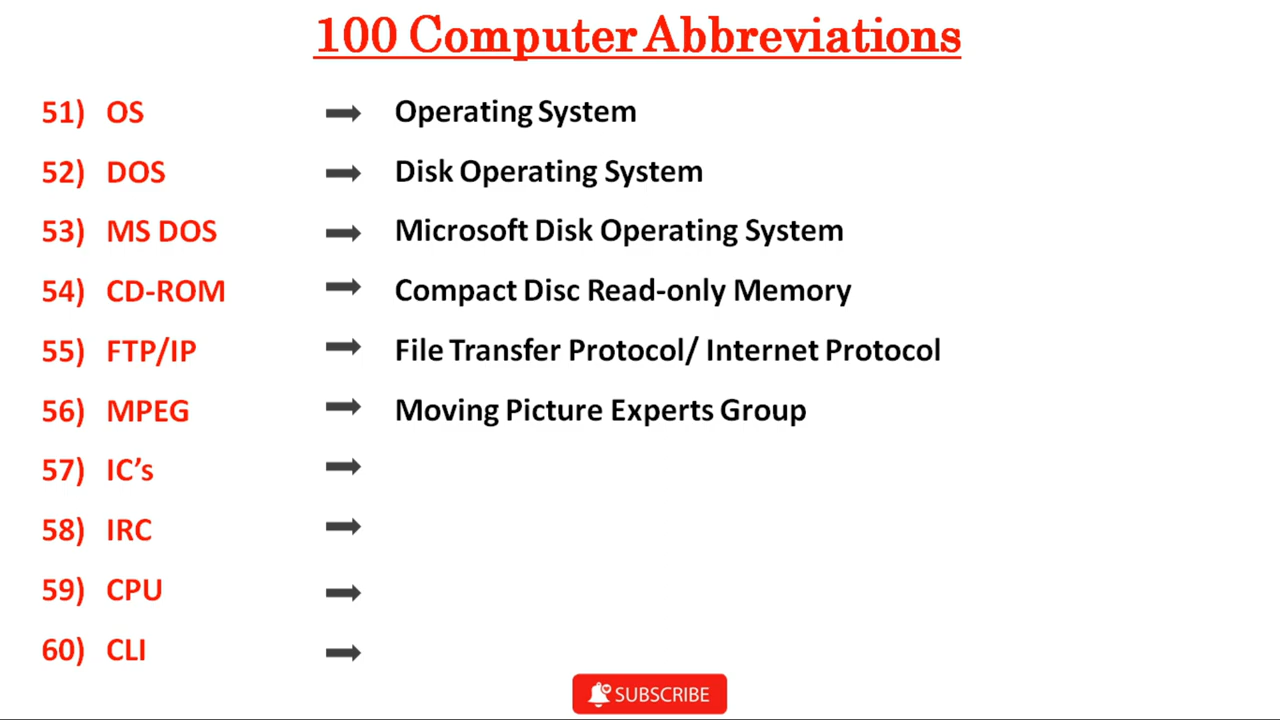 100 Computer Abbreviations
51) OS Operating System
52) DOS Disk Operating System
53) MS DOS Microsoft Disk Operating System
54) CD-ROM Compact Disc Read-only Memory
55) FTP/IP File Transfer Protocol/ Internet Protocol
56) MPEG Moving Picture Experts Group
57) IC’s
58) IRC
59) CPU
60) CLI
SUBSCRIBE